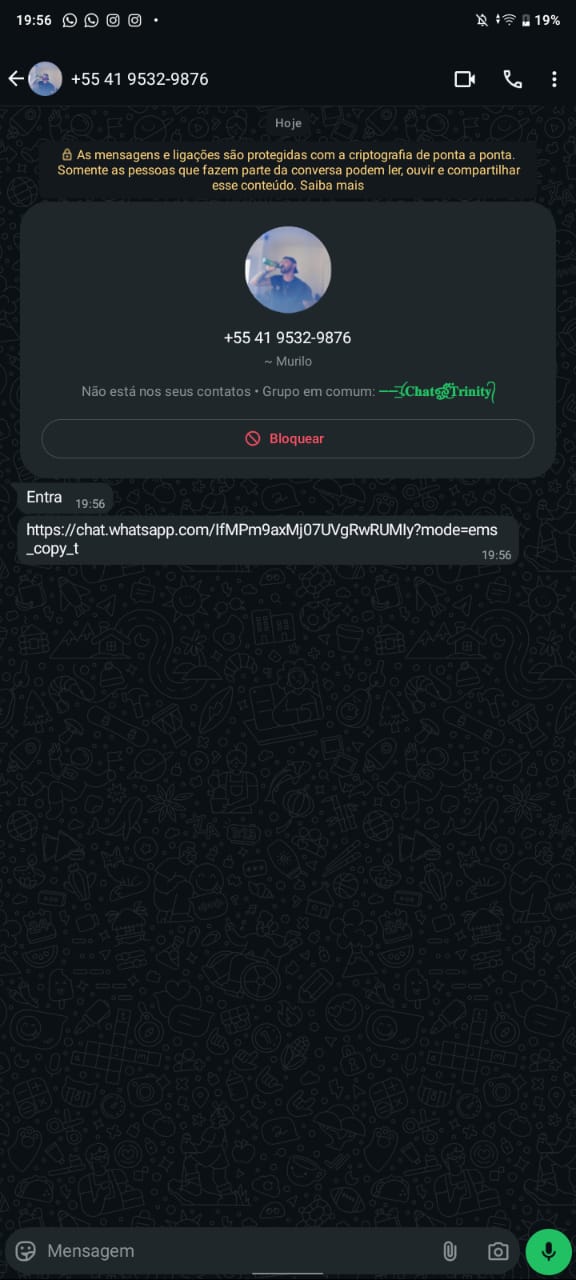 19:56
19%
+55 41 9532-9876
Hoje
As mensagens e ligações são protegidas com a criptografia de ponta a ponta.
Somente as pessoas que fazem parte da conversa podem ler, ouvir e compartilhar
esse conteúdo. Saiba mais
+55 41 9532-9876
~ Murilo
Não está nos seus contatos • Grupo em comum: Chat Trinity
Bloquear
Entra 19:56
https://chat.whatsapp.com/IfMPm9axMj07UVgRwRUMIy?mode=ems
_copy_t
19:56
Mensagem